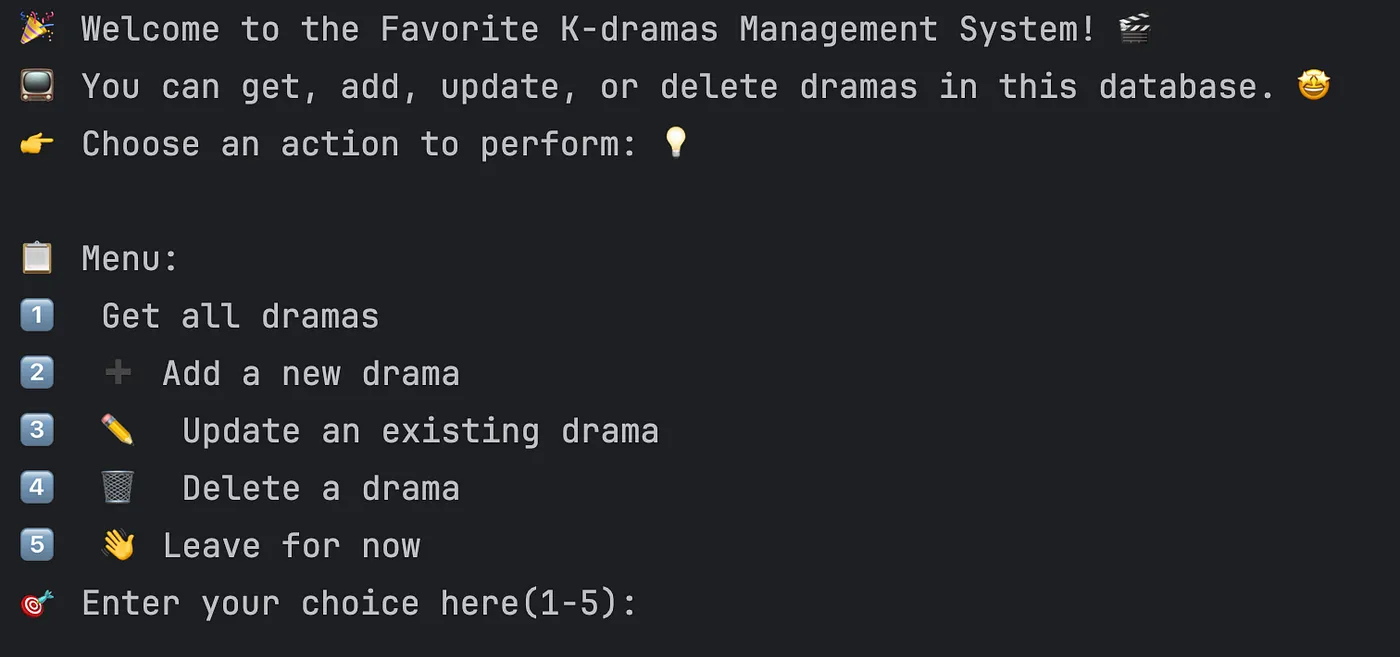 🎉 Welcome to the Favorite K-dramas Management System! 🎬
📺 You can get, add, update, or delete dramas in this database. 🤩
👉 Choose an action to perform: 💡
📋 Menu:
1️⃣ Get all dramas
2️⃣ ➕ Add a new drama
3️⃣ ✏️ Update an existing drama
4️⃣ 🗑️ Delete a drama
5️⃣ 👋 Leave for now
🎯 Enter your choice here(1-5):